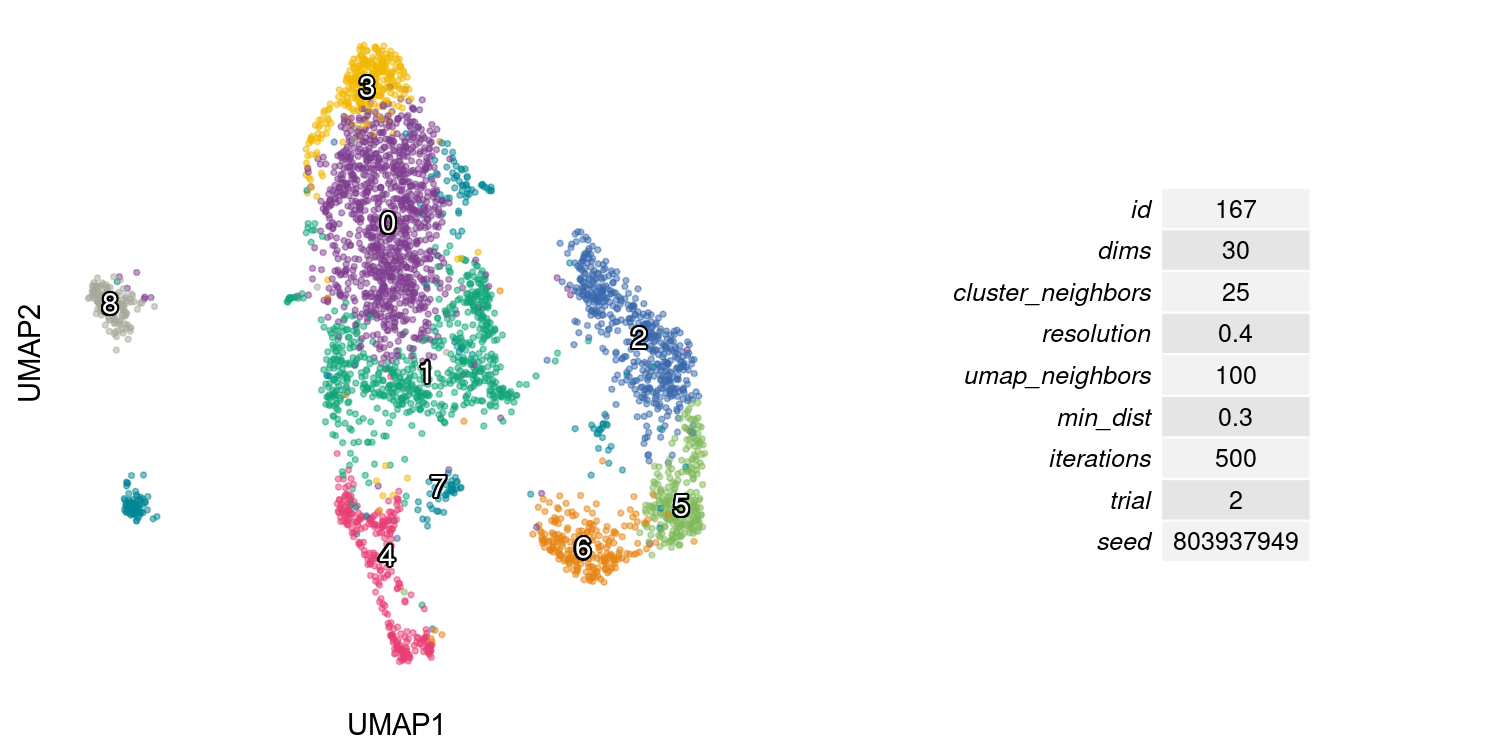 3
0
8
2
1
7
5
6
4
UMAP2
UMAP1
id 167
dims 30
cluster_neighbors 25
resolution 0.4
umap_neighbors 100
min_dist 0.3
iterations 500
trial 2
seed 803937949